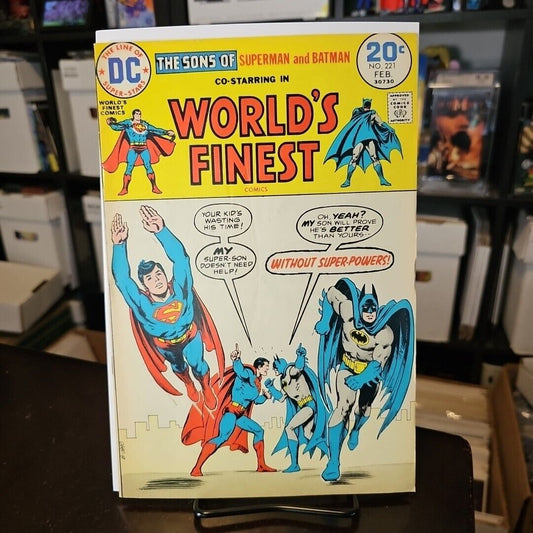 THE LINE OF
DC
SUPER-STARS
THE SONS OF SUPERMAN AND BATMAN
CO-STARRING IN
20¢
NO. 221
FEB.
30730
WORLD'S
FINEST
COMICS
APPROVED
BY THE
COMICS
CODE
AUTHORITY
WORLD'S
FINEST
COMICS
YOUR KID'S
WASTING
HIS TIME!
MY
SUPER-SON
DOESN'T NEED
HELP!
OH, YEAH?
MY SON WILL PROVE
HE'S BETTER
THAN YOURS--
WITHOUT SUPER-POWERS!